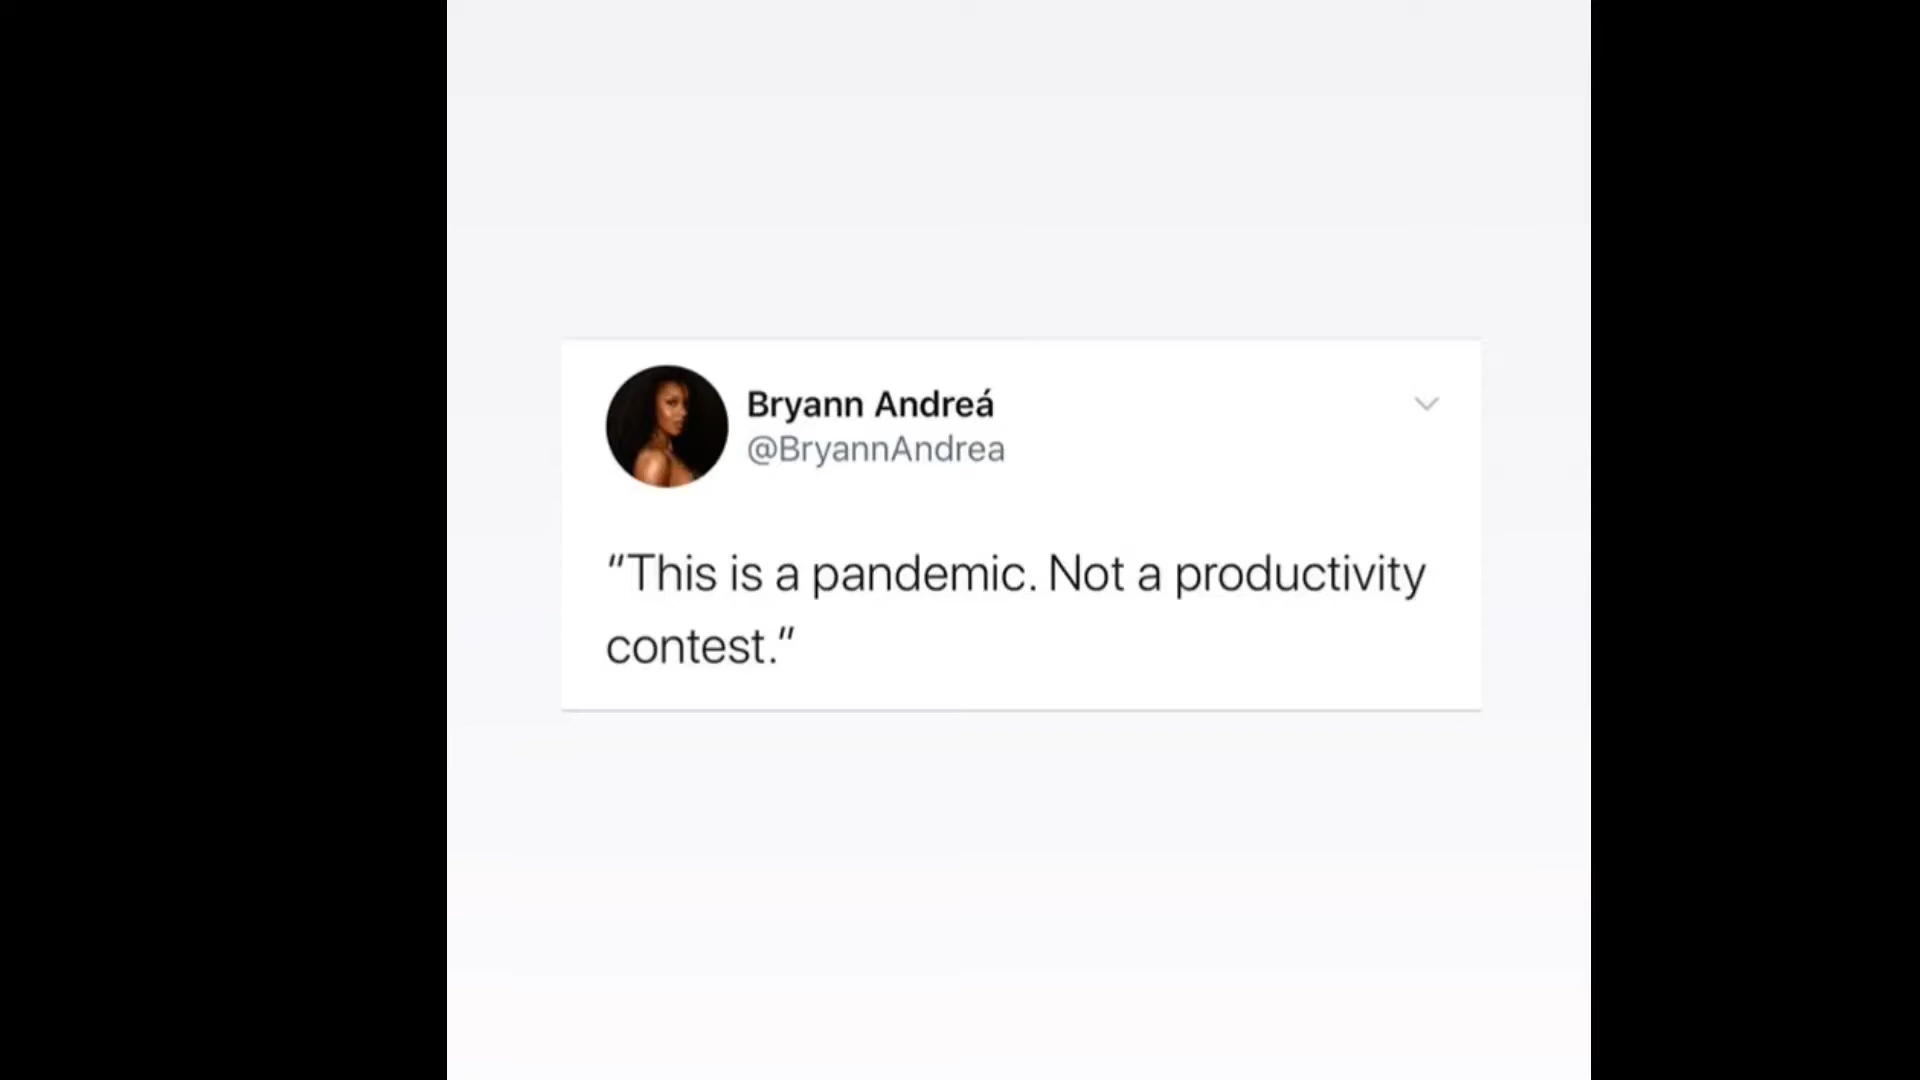 Bryann Andreá
@BryannAndrea
“This is a pandemic. Not a productivity
contest.”